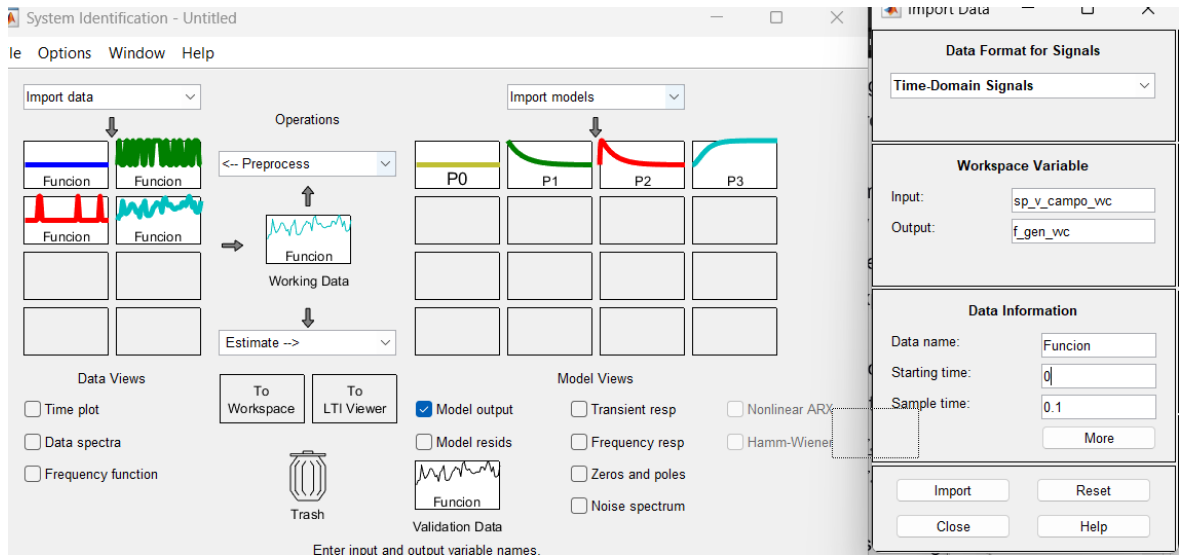 System Identification - Untitled
le Options Window Help
Import data
Operations
Import models
Funcion
Funcion
<-- Preprocess
P0
P1
P2
P3
Funcion
Funcion
Funcion
Working Data
Estimate -->
Data Views
To Workspace
To LTI Viewer
Model Views
Time plot
Model output
Transient resp
Nonlinear ARX
Data spectra
Model resids
Frequency resp
Hamm-Wiener
Frequency function
Zeros and poles
Funcion
Noise spectrum
Trash
Validation Data
Enter input and output variable names.
Import Data
Data Format for Signals
Time-Domain Signals
Workspace Variable
Input: sp_v_campo_wc
Output: f_gen_wc
Data Information
Data name: Funcion
Starting time: 0
Sample time: 0.1
More
Import
Reset
Close
Help